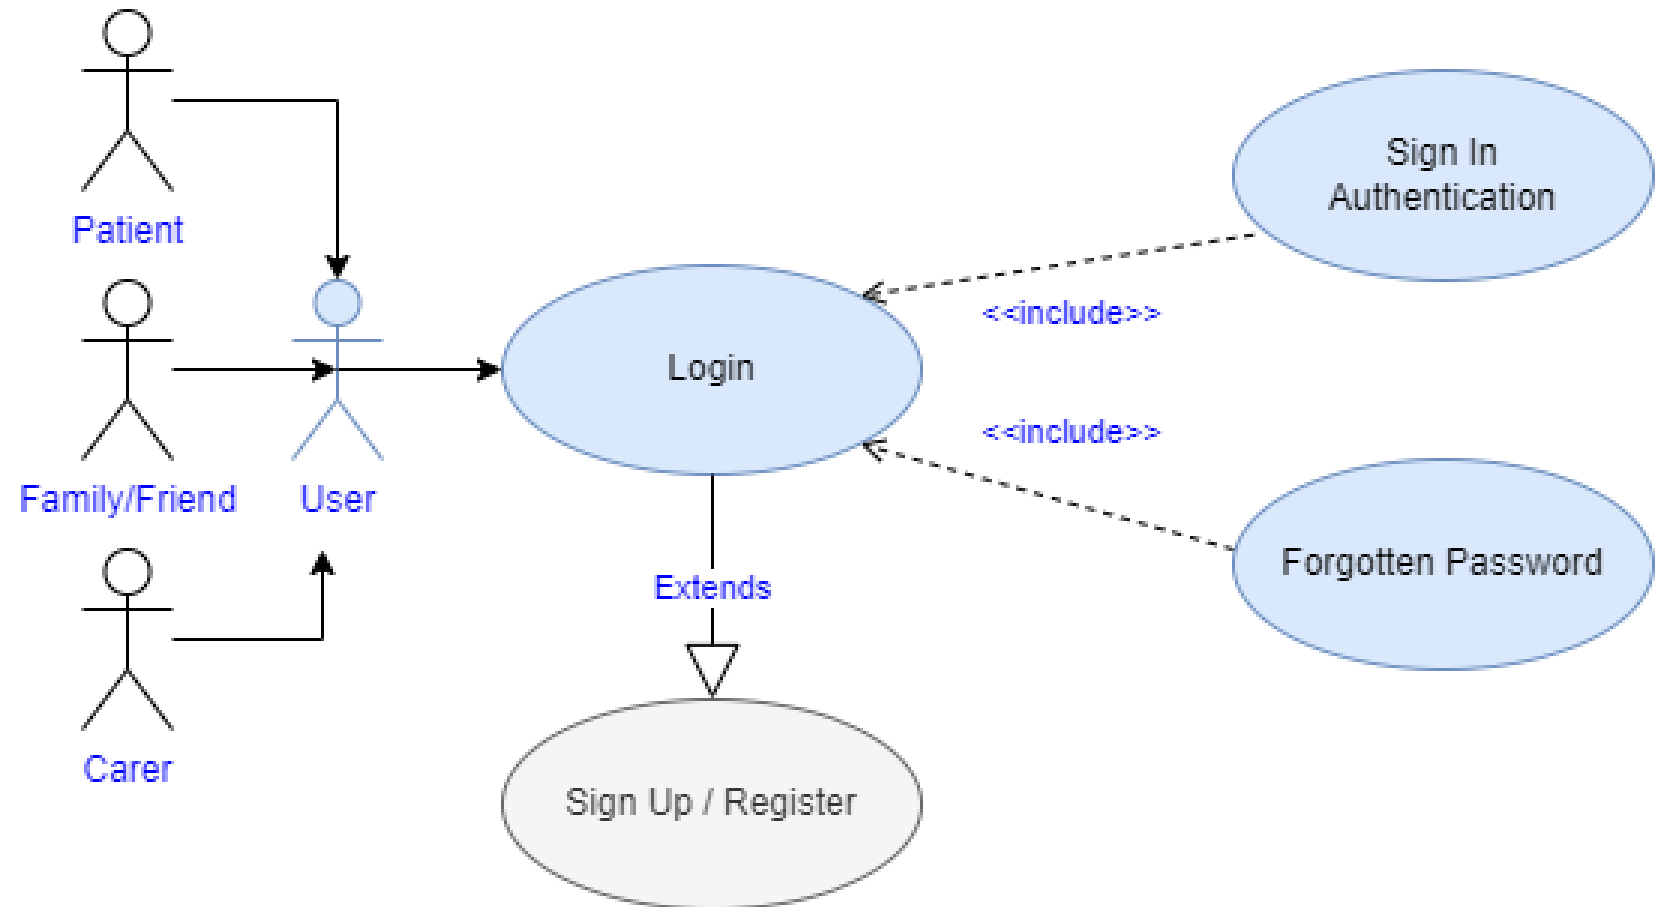 Patient
Sign In
Authentication
<<include>>
Login
<<include>>
Family/Friend
User
Forgotten Password
Extends
Carer
Sign Up / Register